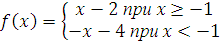 f(x) = { x − 2 при x ≥ −1
−x − 4 при x < −1